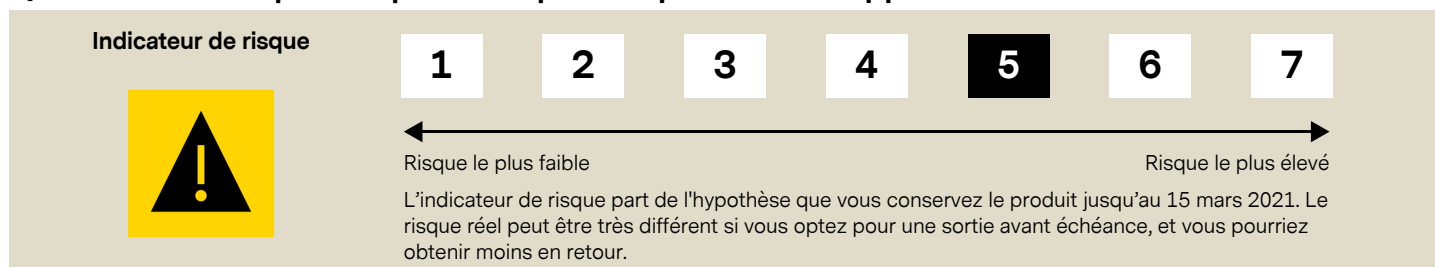 Indicateur de risque
1 2 3 4 5 6 7
Risque le plus faible
Risque le plus élevé
L'indicateur de risque part de l'hypothèse que vous conservez le produit jusqu'au 15 mars 2021. Le
risque réel peut être très différent si vous optez pour une sortie avant échéance, et vous pourriez
obtenir moins en retour.